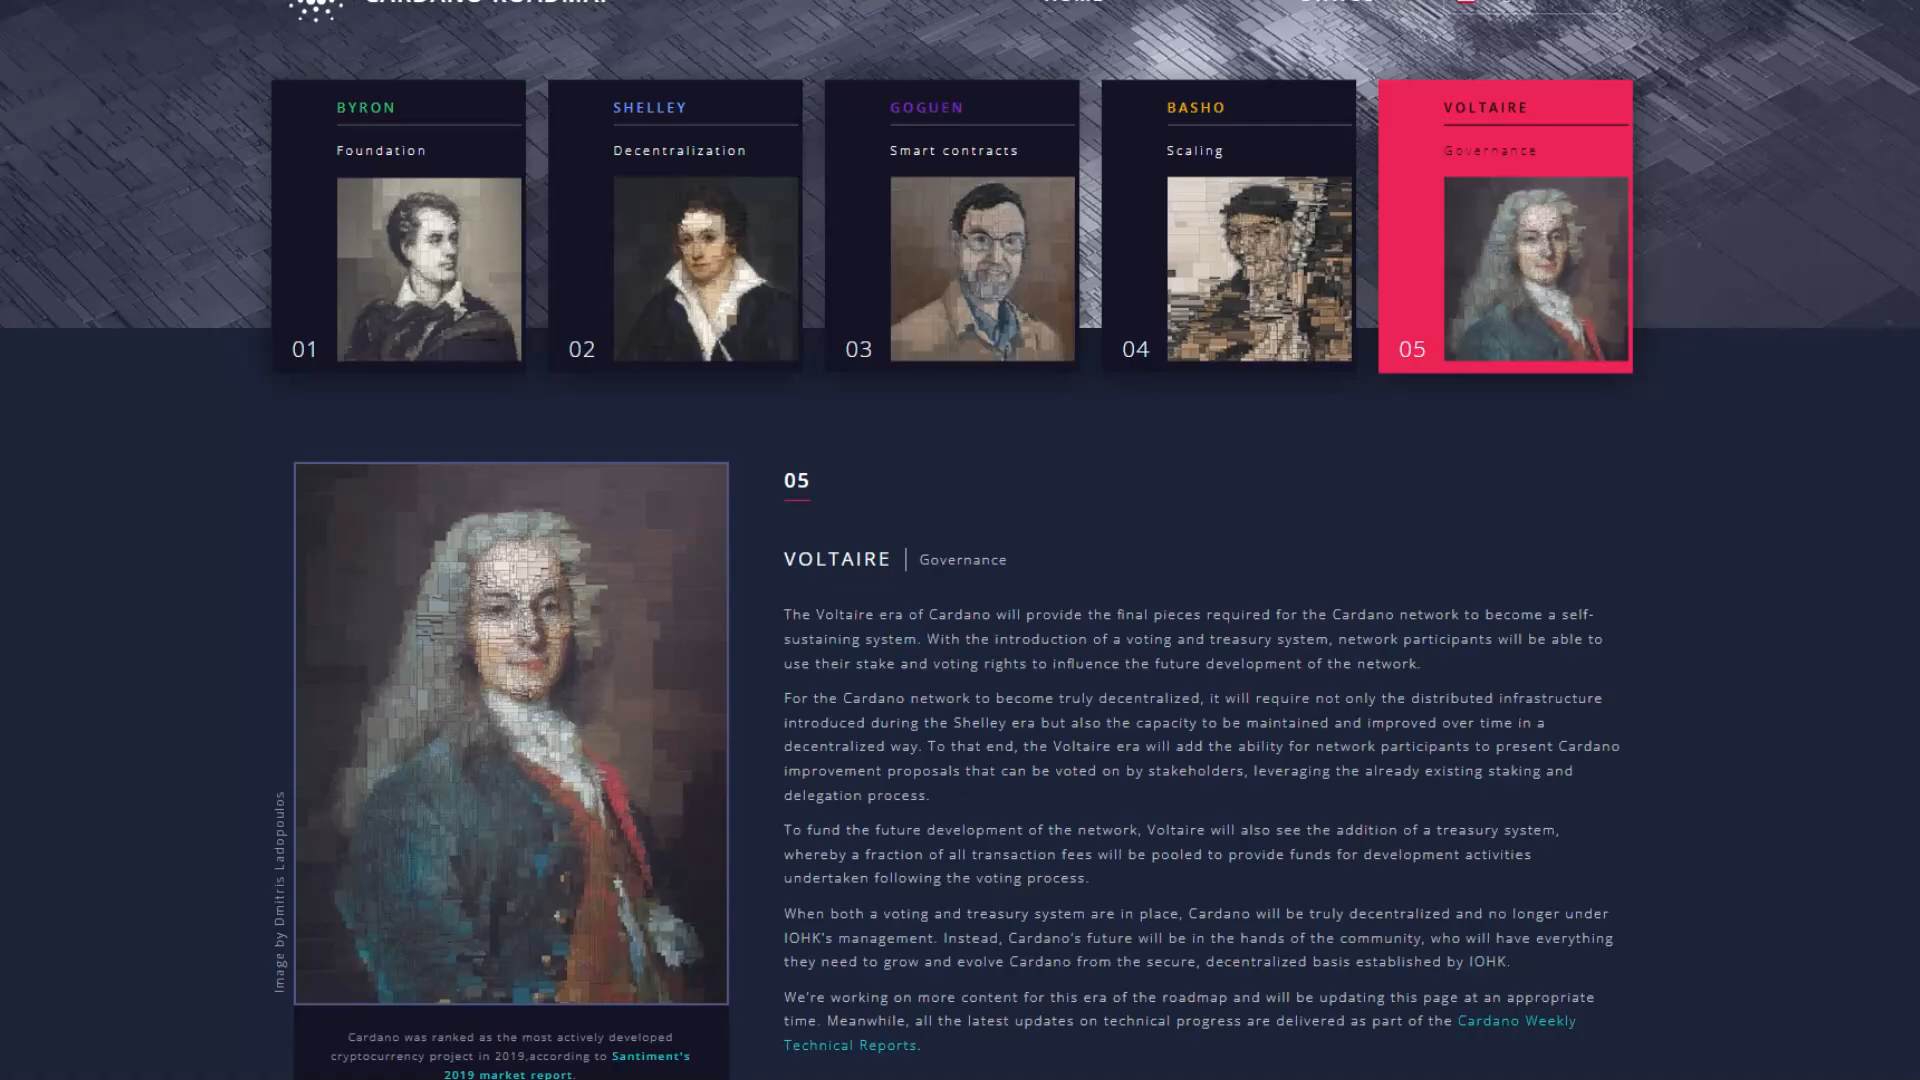 CARDANO ROADMAP
HOME
BYRON
Foundation
01
SHELLEY
Decentralization
02
GOGUEN
Smart contracts
03
BASHO
Scaling
04
VOLTAIRE
Governance
05
Image by Dmitris Ladopoulos
Cardano was ranked as the most actively developed
cryptocurrency project in 2019,according to Santiment's
2019 market report.
05
VOLTAIRE | Governance
The Voltaire era of Cardano will provide the final pieces required for the Cardano network to become a self-
sustaining system. With the introduction of a voting and treasury system, network participants will be able to
use their stake and voting rights to influence the future development of the network.
For the Cardano network to become truly decentralized, it will require not only the distributed infrastructure
introduced during the Shelley era but also the capacity to be maintained and improved over time in a
decentralized way. To that end, the Voltaire era will add the ability for network participants to present Cardano
improvement proposals that can be voted on by stakeholders, leveraging the already existing staking and
delegation process.
To fund the future development of the network, Voltaire will also see the addition of a treasury system,
whereby a fraction of all transaction fees will be pooled to provide funds for development activities
undertaken following the voting process.
When both a voting and treasury system are in place, Cardano will be truly decentralized and no longer under
IOHK's management. Instead, Cardano's future will be in the hands of the community, who will have everything
they need to grow and evolve Cardano from the secure, decentralized basis established by IOHK.
We're working on more content for this era of the roadmap and will be updating this page at an appropriate
time. Meanwhile, all the latest updates on technical progress are delivered as part of the Cardano Weekly
Technical Reports.